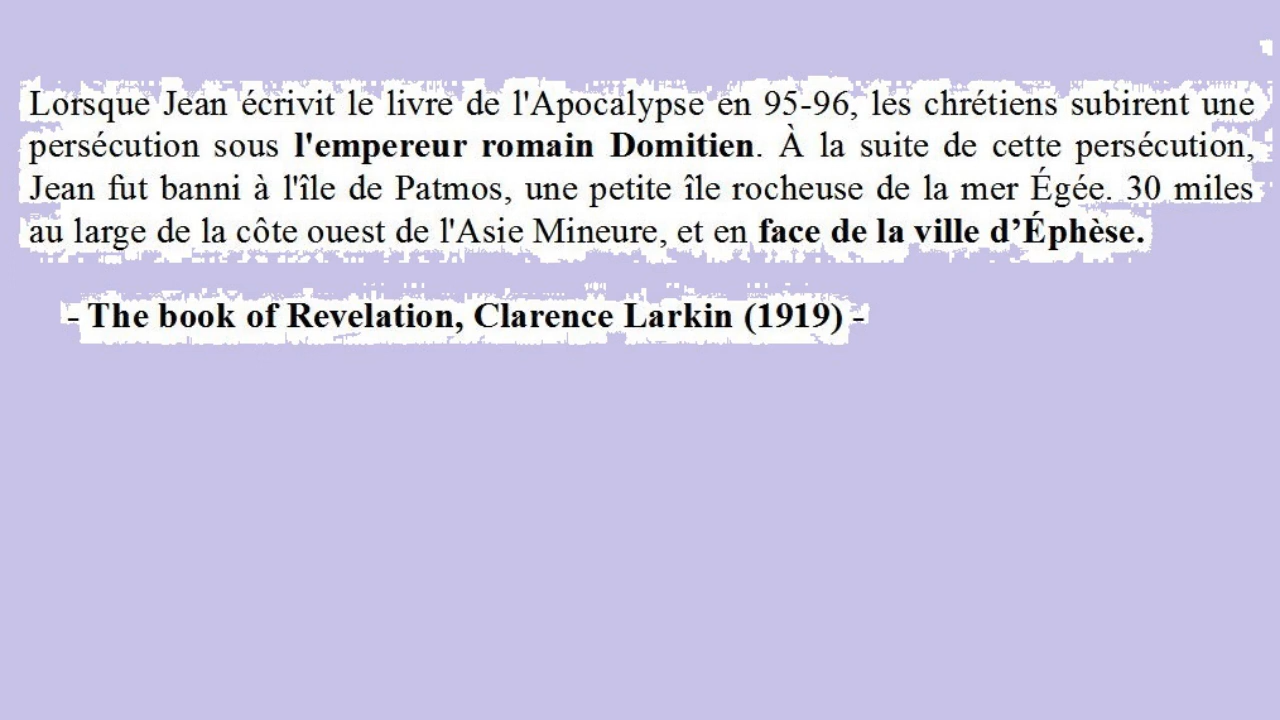 Lorsque Jean écrivit le livre de l'Apocalypse en 95-96, les chrétiens subirent une
persécution sous l'empereur romain Domitien. À la suite de cette persécution,
Jean fut banni à l'île de Patmos, une petite île rocheuse de la mer Égée. 30 miles
au large de la côte ouest de l'Asie Mineure, et en face de la ville d’Éphèse.
- The book of Revelation, Clarence Larkin (1919) -